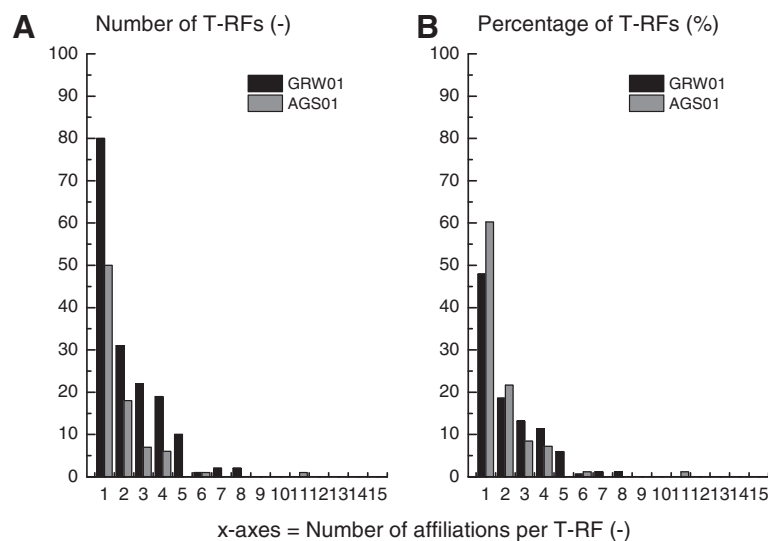 A Number of T-RFs (-)
100
90
80
70
60
50
40
30
20
10
0
GRW01
AGS01
1 2 3 4 5 6 7 8 9 10 11 12 13 14 15
B Percentage of T-RFs (%)
100
90
80
70
60
50
40
30
20
10
0
GRW01
AGS01
1 2 3 4 5 6 7 8 9 10 11 12 13 14 15
x-axes = Number of affiliations per T-RF (-)